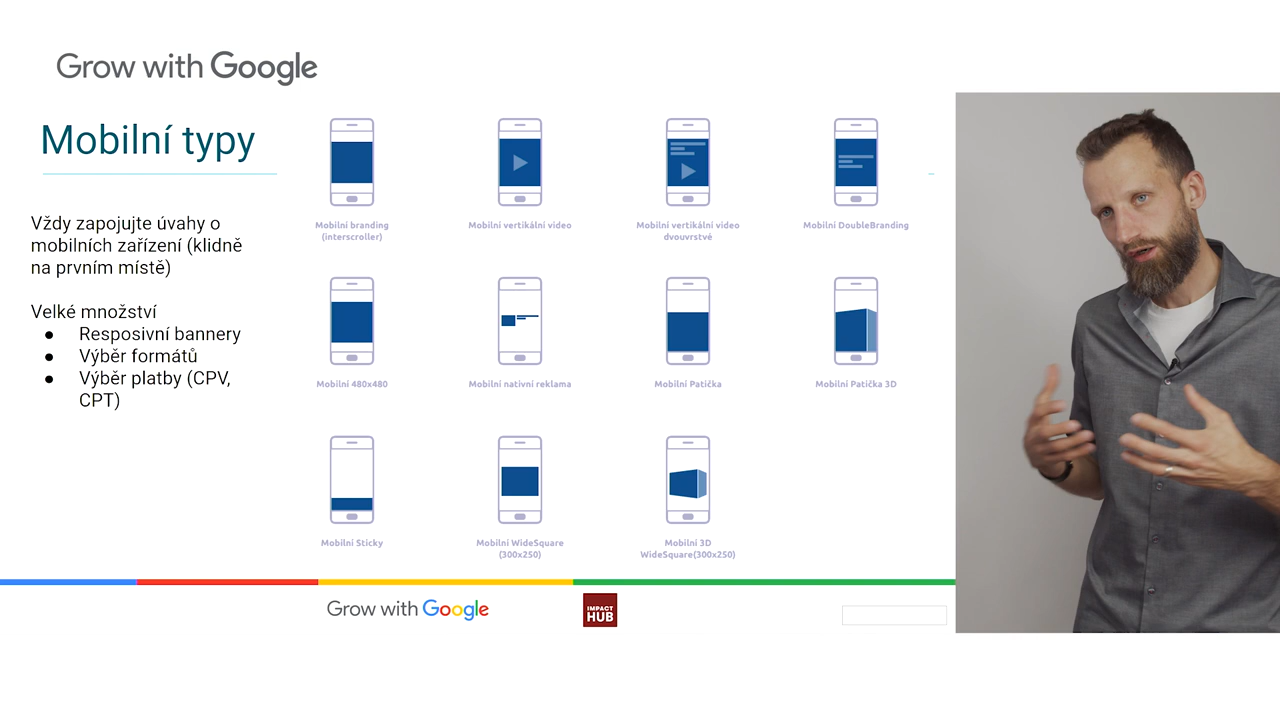 Grow with Google
Mobilní typy
Vždy zapojujte úvahy o
mobilních zařízení (klidně
na prvním místě)
Velké množství
● Resposivní bannery
● Výběr formátů
● Výběr platby (CPV,
CPT)
Mobilní branding
(interscroller)
Mobilní vertikální video
Mobilní vertikální video
dvouvrstvé
Mobilní DoubleBranding
Mobilní 480x480
Mobilní nativní reklama
Mobilní Patička
Mobilní Patička 3D
Mobilní Sticky
Mobilní WideSquare
(300x250)
Mobilní 3D
WideSquare(300x250)
Grow with Google
IMPACT
HUB